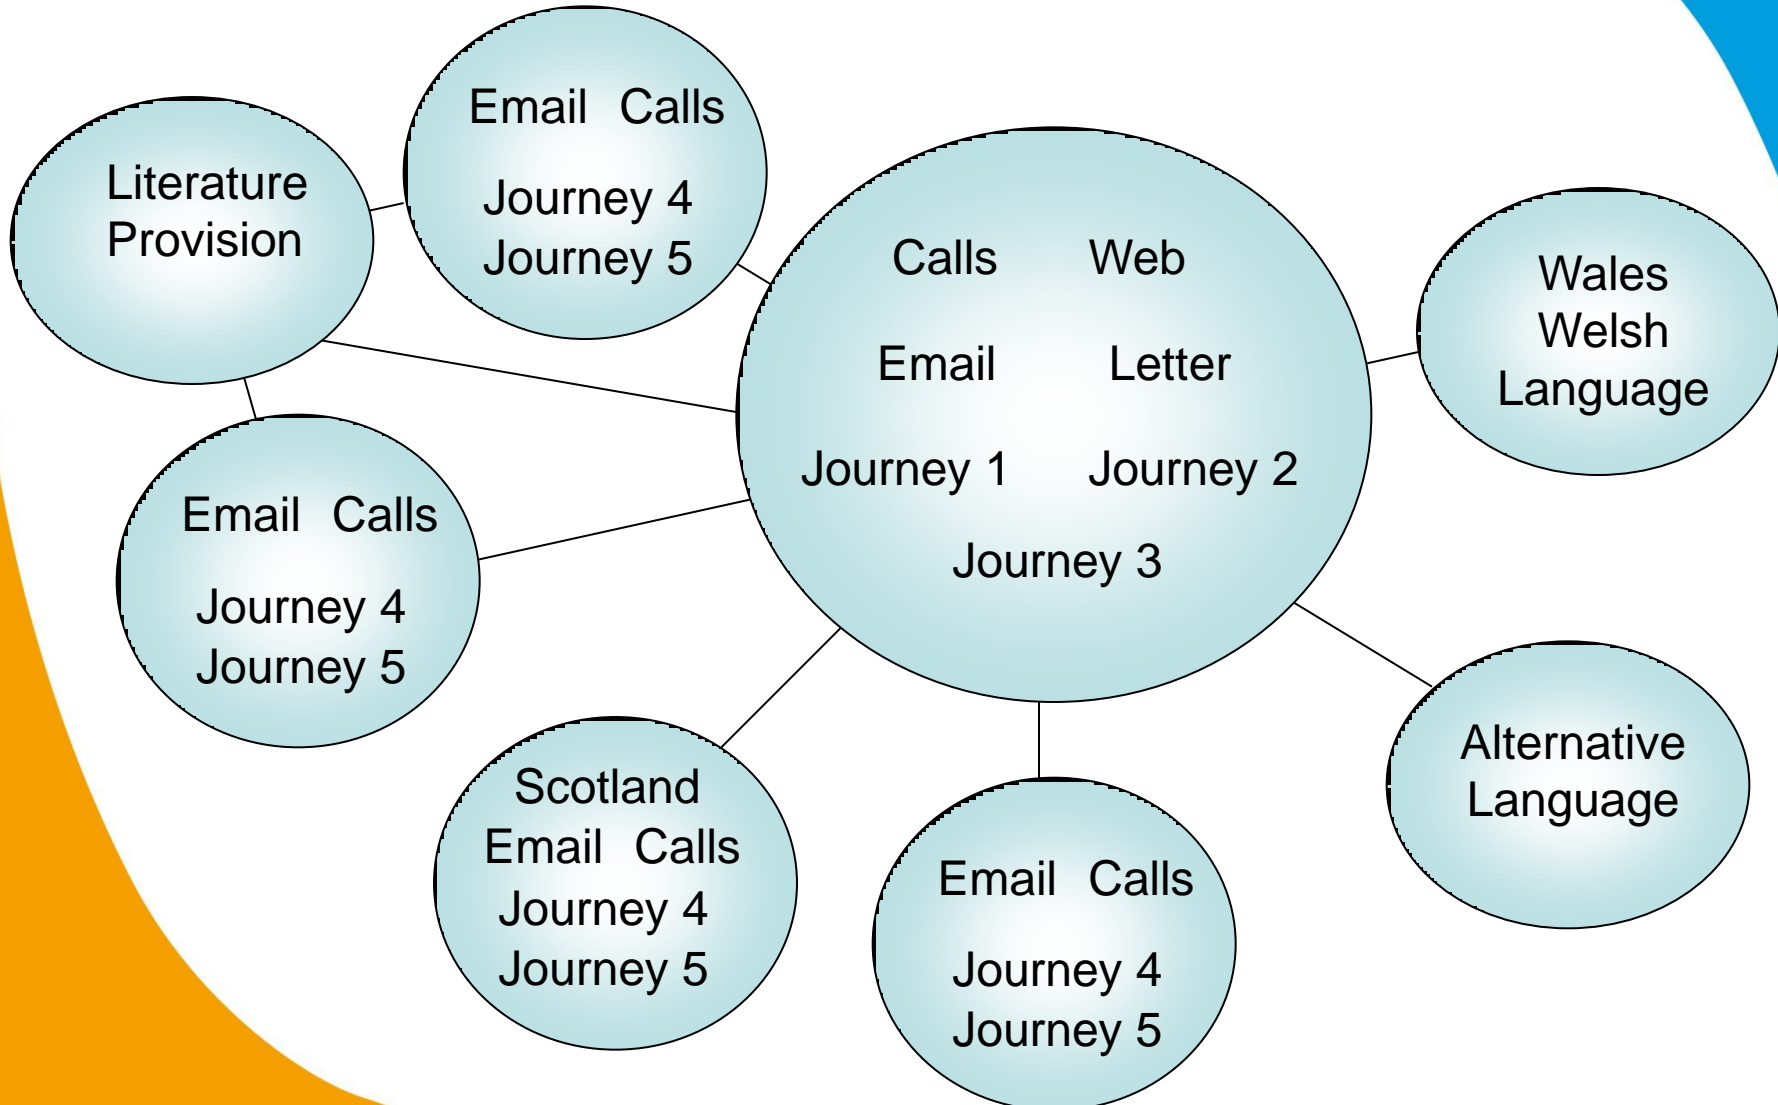 Email Calls
Journey 4
Journey 5
Literature
Provision
Calls Web
Email Letter
Journey 1 Journey 2
Journey 3
Wales
Welsh
Language
Email Calls
Journey 4
Journey 5
Scotland
Email Calls
Journey 4
Journey 5
Email Calls
Journey 4
Journey 5
Alternative
Language